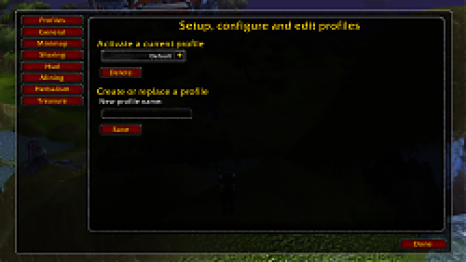 Profiles
General
Minimap
Sharing
Hud
Mining
Herbalism
Treasure
Setup, configure and edit profiles
Activate a current profile
Default
Delete
Create or replace a profile
New profile name:
Save
Done